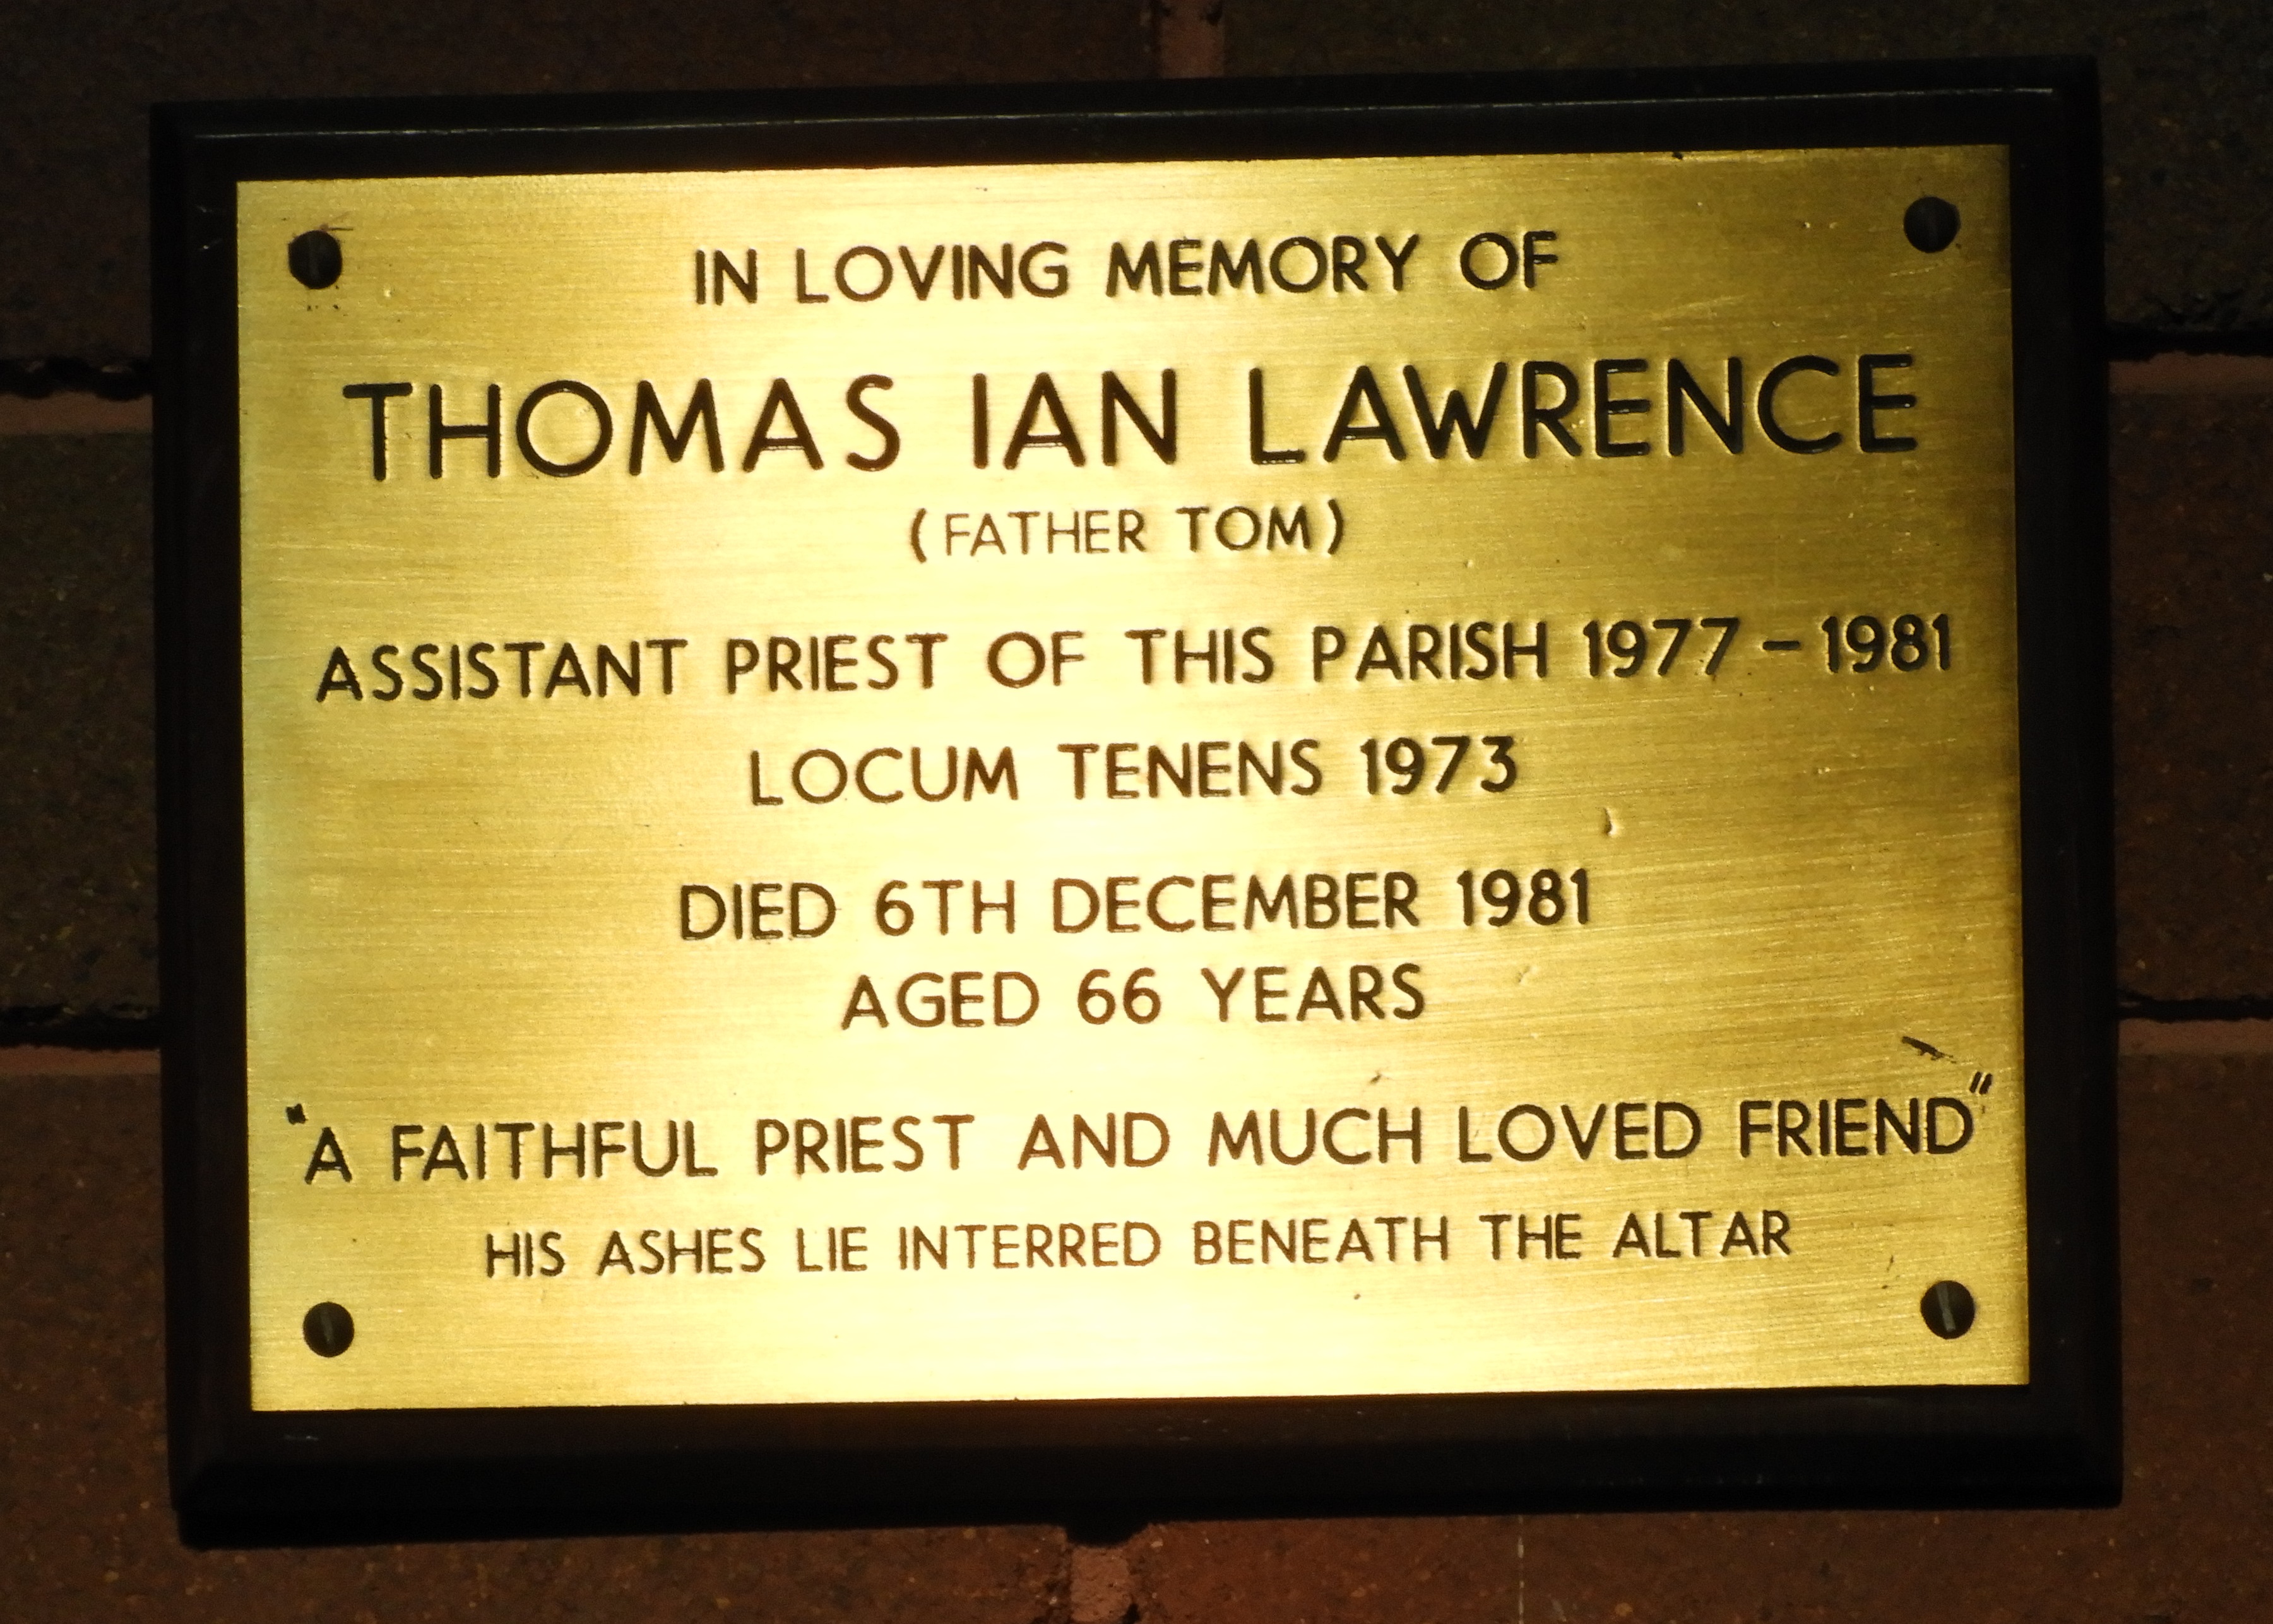 IN LOVING MEMORY OF
THOMAS IAN LAWRENCE
(FATHER TOM)
ASSISTANT PRIEST OF THIS PARISH 1977 - 1981
LOCUM TENENS 1973
DIED 6TH DECEMBER 1981
AGED 66 YEARS
"A FAITHFUL PRIEST AND MUCH LOVED FRIEND"
HIS ASHES LIE INTERRED BENEATH THE ALTAR